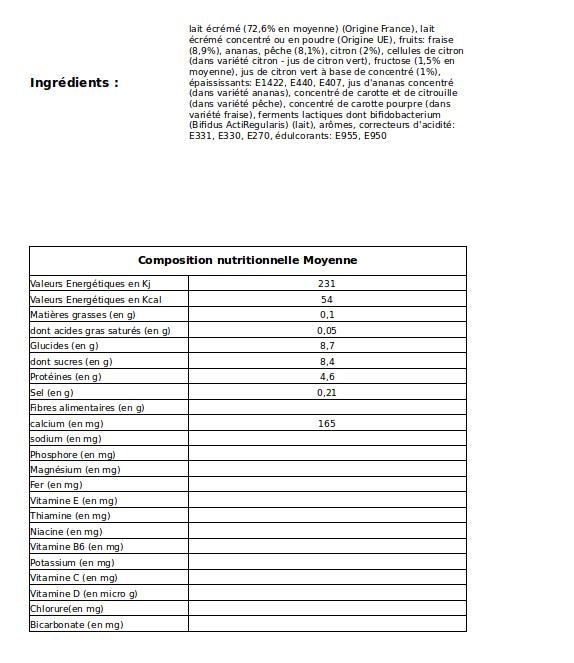 lait écrémé (72,6% en moyenne) (Origine France), lait
écrémé concentré ou en poudre (Origine UE), fruits: fraise
(8,9%), ananas, pêche (8,1%), citron (2%), cellules de citron
(dans variété citron - jus de citron vert), fructose (1,5% en
Ingrédients :
moyenne), jus de citron vert à base de concentré (1%),
épaississants: E1422, E440, E407, jus d'ananas concentré
(dans variété ananas), concentré de carotte et de citrouille
(dans variété pêche), concentré de carotte pourpre (dans
variété fraise), ferments lactiques dont bifidobacterium
(Bifidus ActiRegularis) (lait), arômes, correcteurs d'acidité:
E331, E330, E270, édulcorants: E955, E950
Composition nutritionnelle Moyenne
Valeurs Energétiques en Kj 231
Valeurs Energétiques en Kcal 54
Matières grasses (en g) 0,1
dont acides gras saturés (en g) 0,05
Glucides (en g) 8,7
dont sucres (en g) 8,4
Protéines (en g) 4,6
Sel (en g) 0,21
Fibres alimentaires (en g)
calcium (en mg) 165
sodium (en mg)
Phosphore (en mg)
Magnésium (en mg)
Fer (en mg)
Vitamine E (en mg)
Thiamine (en mg)
Niacine (en mg)
Vitamine B6 (en mg)
Potassium (en mg)
Vitamine C (en mg)
Vitamine D (en micro g)
Chlorure(en mg)
Bicarbonate (en mg)